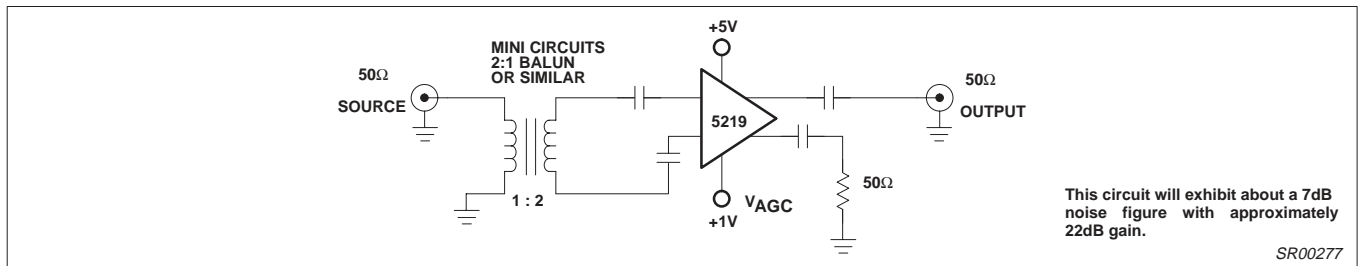 +5V
MINI CIRCUITS
2:1 BALUN
OR SIMILAR
50Ω
SOURCE
50Ω
OUTPUT
5219
50Ω
1 : 2
VAGC
+1V
This circuit will exhibit about a 7dB
noise figure with approximately
22dB gain.
SR00277